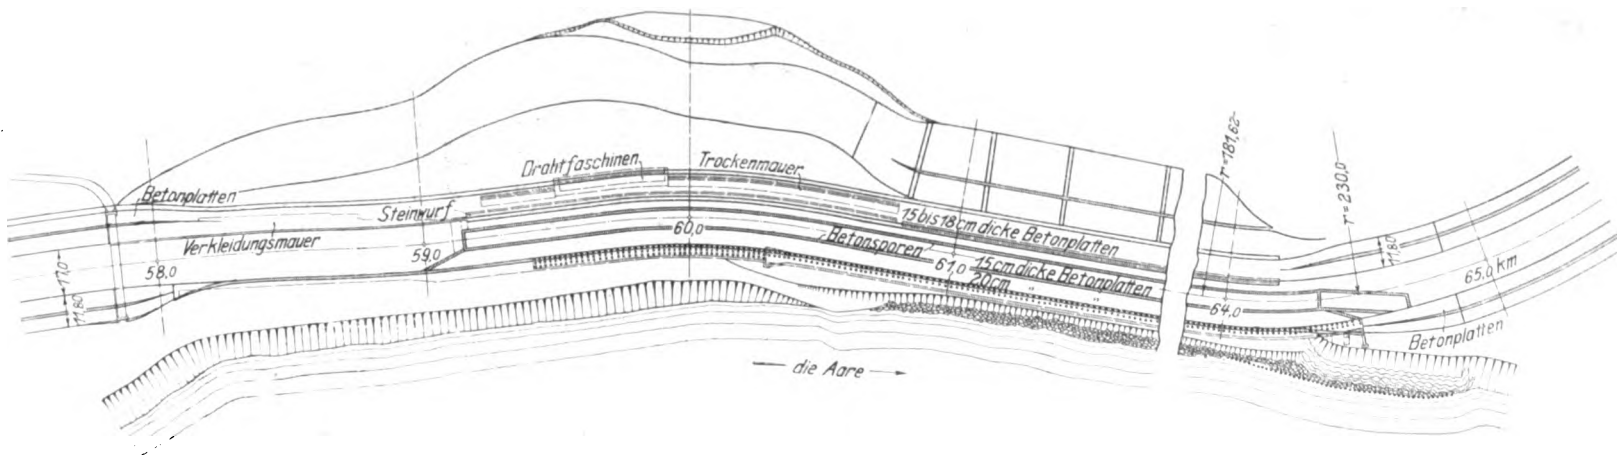 Betonplatten
Verkleidungsmauer
17,0
11,80
58,0
Steinwurf
59,0
Drahtfaschinen
Trockenmauer
60,0
15 bis 18 cm dicke Betonplatten
Betonsporen
61,0
15 cm dicke Betonplatten
20 cm " "
r=181,62
r=230,0
11,80
64,0
65,0 km
Betonplatten
die Aare